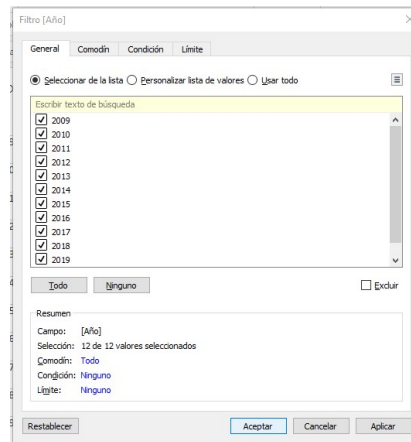 Filtro [Año]
General Comodín Condición Límite
Seleccionar de la lista Personalizar lista de valores Usar todo
Escribir texto de búsqueda
2009
2010
2011
2012
2013
2014
2015
2016
2017
2018
2019
Todo Ninguno Excluir
Resumen
Campo: [Año]
Selección: 12 de 12 valores seleccionados
Comodín: Todo
Condición: Ninguno
Límite: Ninguno
Restablecer Aceptar Cancelar Aplicar